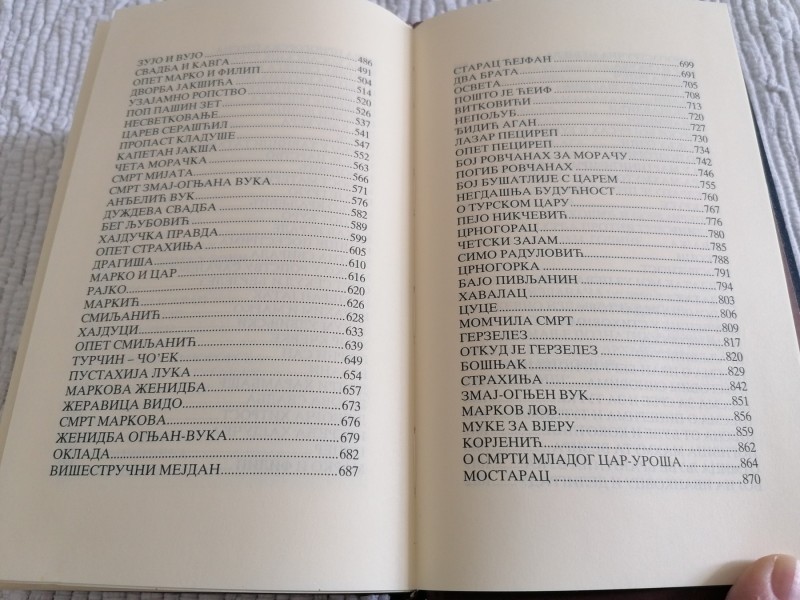 ЗУЈО И ВУЈО 486
СВАДБА И КАВГА 491
ОПЕТ МАРКО И ФИЛИП 504
ДВОРБА ЈАКШИЋА 514
УЗАЈАМНО РОПСТВО 520
ПОП ПАШИН ЗЕТ 526
НЕСВЕТКОВАЊЕ 537
ЦАРЕВ СЕРАШЋИЛ 541
ПРОПАСТ КЛАДУШЕ 547
КАПЕТАН ЈАКША 552
ЧЕТА МОРАЧКА 563
СМРТ МИЈАТА 566
СМРТ ЗМАЈ-ОГЊАНА ВУКА 571
АНЂЕЛИЋ ВУК 576
ДУЖДЕВА СВАДБА 582
БЕГ ЉУБОВИЋ 589
ХАЈДУЧКА ПРАВДА 599
ОПЕТ СТРАХИЊА 605
ДРАГИША 610
МАРКО И ЦАР 616
РАЈКО 620
МАРКИЋ 626
СМИЉАНИЋ 628
ХАЈДУЦИ 633
ОПЕТ СМИЉАНИЋ 639
ТУРЧИН – ЧО'ЕК 649
ПУСТАХИЈА ЛУКА 654
МАРКОВА ЖЕНИДБА 657
ЖЕРАВИЦА ВИДО 673
СМРТ МАРКОВА 676
ЖЕНИДБА ОГЊАН-ВУКА 679
ОКЛАДА 682
ВИШЕСТРУЧНИ МЕЈДАН 687
СТАРАЦ ЋЕЈФАН 699
ДВА БРАТА 691
ОСВЕТА 705
ПОШТО ЈЕ ЋЕИФ 708
ВИТКОВИЋИ 713
НЕПОЉУБ 720
ЂИДИЋ АГАН 727
ЛАЗАР ПЕЦИРЕП 730
ОПЕТ ПЕЦИРЕП 734
БОЈ РОВЧАНАХ ЗА МОРАЧУ 742
ПОГИБ РОВЧАНАХ 746
БОЈ БУШАТЛИЈЕ С ЦАРЕМ 755
НЕГДАШЊА БУДУЋНОСТ 760
О ТУРСКОМ ЦАРУ 767
ПЕЈО НИКЧЕВИЋ 776
ЦРНОГОРАЦ 780
ЧЕТСКИ ЗАЈАМ 785
СИМО РАДУЛОВИЋ 788
ЦРНОГОРКА 791
БАЈО ПИВЉАНИН 794
ХАВАЛАЦ 803
ЦУЦЕ 806
МОМЧИЛА СМРТ 809
ГЕРЗЕЛЕЗ 817
ОТКУД ЈЕ ГЕРЗЕЛЕЗ 820
БОШЊАК 829
СТРАХИЊА 842
ЗМАЈ-ОГЊЕН ВУК 851
МАРКОВ ЛОВ 856
МУКЕ ЗА ВЈЕРУ 859
КОРЈЕНИЋ 862
О СМРТИ МЛАДОГ ЦАР-УРОША 864
МОСТАРАЦ 870